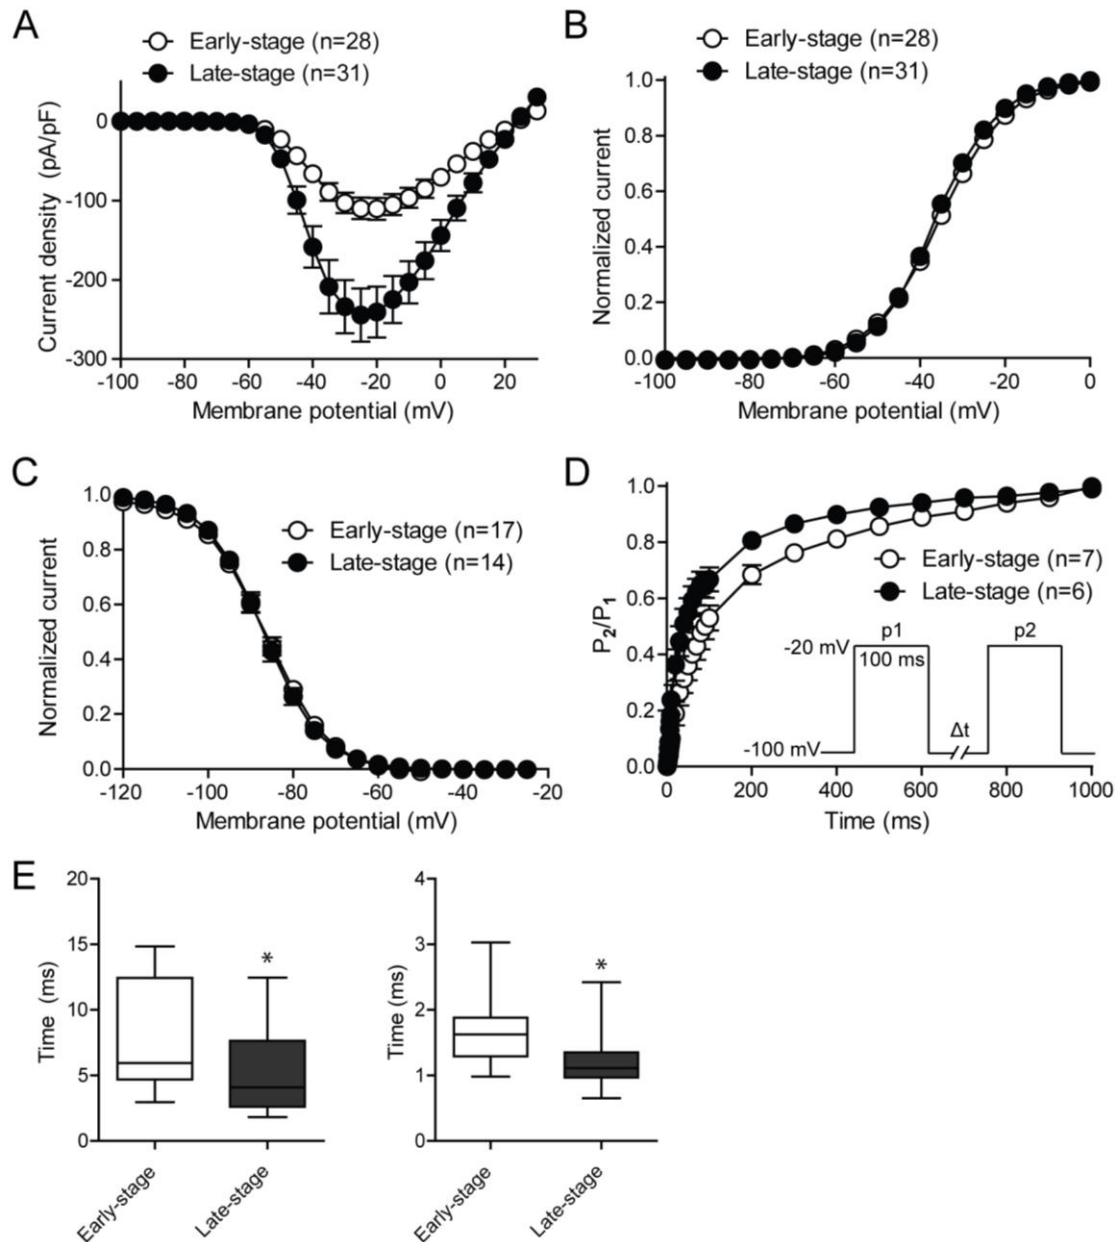 A
Early-stage (n=28)
Late-stage (n=31)
0
-100
-200
-300
Current density (pA/pF)
-100 -80 -60 -40 -20 0 20
Membrane potential (mV)
B
Early-stage (n=28)
Late-stage (n=31)
1.0
0.8
0.6
0.4
0.2
0.0
Normalized current
-100 -80 -60 -40 -20 0
Membrane potential (mV)
C
Early-stage (n=17)
Late-stage (n=14)
1.0
0.8
0.6
0.4
0.2
0.0
Normalized current
-120 -100 -80 -60 -40 -20
Membrane potential (mV)
D
1.0
0.8
0.6
0.4
0.2
0.0
P2/P1
Early-stage (n=7)
Late-stage (n=6)
p1 p2
-20 mV
100 ms
Δt
-100 mV
0 200 400 600 800 1000
Time (ms)
E
20
15
10
5
0
Time (ms)
*
Early-stage
Late-stage
4
3
2
1
0
Time (ms)
*
Early-stage
Late-stage